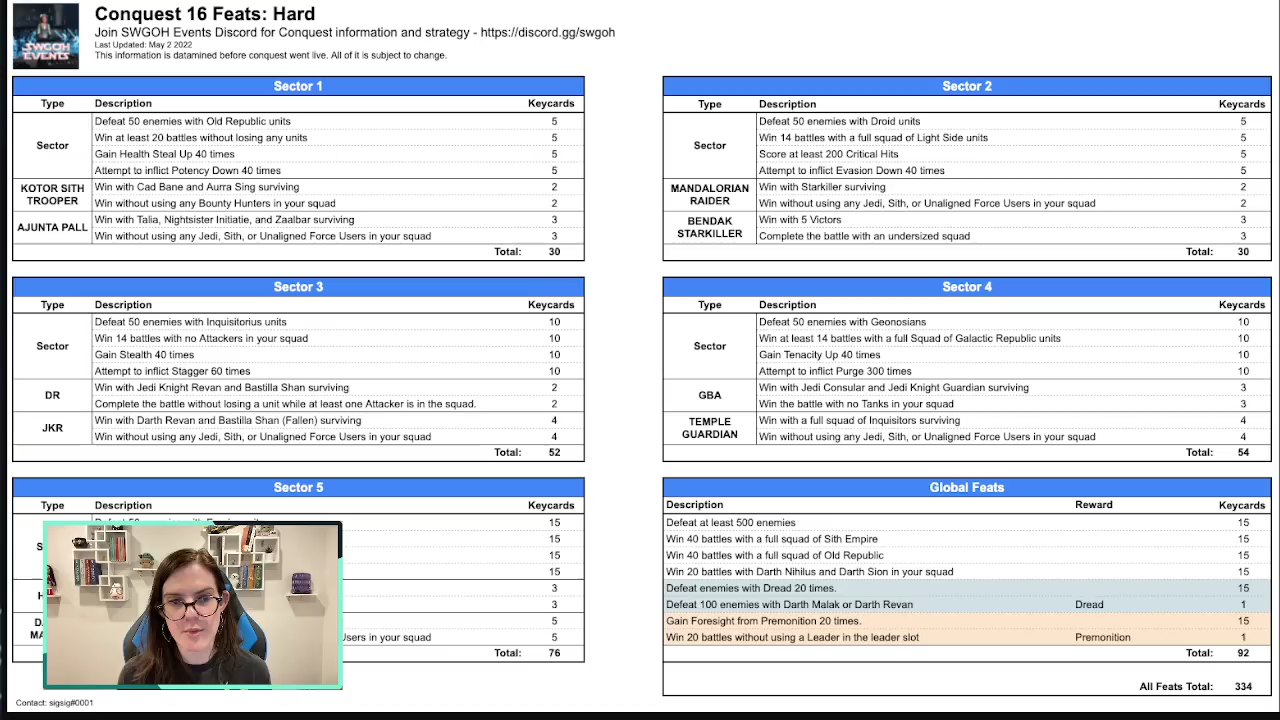 SWGOH
EVENTS
Conquest 16 Feats: Hard
Join SWGOH Events Discord for Conquest information and strategy - https://discord.gg/swgoh
Last Updated: May 2 2022
This information is datamined before conquest went live. All of it is subject to change.
Sector 1
Type Description Keycards
Sector
Defeat 50 enemies with Old Republic units 5
Win at least 20 battles without losing any units 5
Gain Health Steal Up 40 times 5
Attempt to inflict Potency Down 40 times 5
KOTOR SITH TROOPER
Win with Cad Bane and Aurra Sing surviving 2
Win without using any Bounty Hunters in your squad 2
AJUNTA PALL
Win with Talia, Nightsister Initiatie, and Zaalbar surviving 3
Win without using any Jedi, Sith, or Unaligned Force Users in your squad 3
Total: 30
Sector 2
Type Description Keycards
Sector
Defeat 50 enemies with Droid units 5
Win 14 battles with a full squad of Light Side units 5
Score at least 200 Critical Hits 5
Attempt to inflict Evasion Down 40 times 5
MANDALORIAN RAIDER
Win with Starkiller surviving 2
Win without using any Jedi, Sith, or Unaligned Force Users in your squad 2
BENDAK STARKILLER
Win with 5 Victors 3
Complete the battle with an undersized squad 3
Total: 30
Sector 3
Type Description Keycards
Sector
Defeat 50 enemies with Inquisitorius units 10
Win 14 battles with no Attackers in your squad 10
Gain Stealth 40 times 10
Attempt to inflict Stagger 60 times 10
DR
Win with Jedi Knight Revan and Bastilla Shan surviving 2
Complete the battle without losing a unit while at least one Attacker is in the squad. 2
JKR
Win with Darth Revan and Bastilla Shan (Fallen) surviving 4
Win without using any Jedi, Sith, or Unaligned Force Users in your squad 4
Total: 52
Sector 4
Type Description Keycards
Sector
Defeat 50 enemies with Geonosians 10
Win at least 14 battles with a full Squad of Galactic Republic units 10
Gain Tenacity Up 40 times 10
Attempt to inflict Purge 300 times 10
GBA
Win with Jedi Consular and Jedi Knight Guardian surviving 3
Win the battle with no Tanks in your squad 3
TEMPLE GUARDIAN
Win with a full squad of Inquisitors surviving 4
Win without using any Jedi, Sith, or Unaligned Force Users in your squad 4
Total: 54
Sector 5
Type Description Keycards
15
15
15
15
3
3
5
Users in your squad 5
Total: 76
Global Feats
Description Reward Keycards
Defeat at least 500 enemies 15
Win 40 battles with a full squad of Sith Empire 15
Win 40 battles with a full squad of Old Republic 15
Win 20 battles with Darth Nihilus and Darth Sion in your squad 15
Defeat enemies with Dread 20 times. 15
Defeat 100 enemies with Darth Malak or Darth Revan Dread 1
Gain Foresight from Premonition 20 times. 15
Win 20 battles without using a Leader in the leader slot Premonition 1
Total: 92
All Feats Total: 334
Contact: sigsig#0001